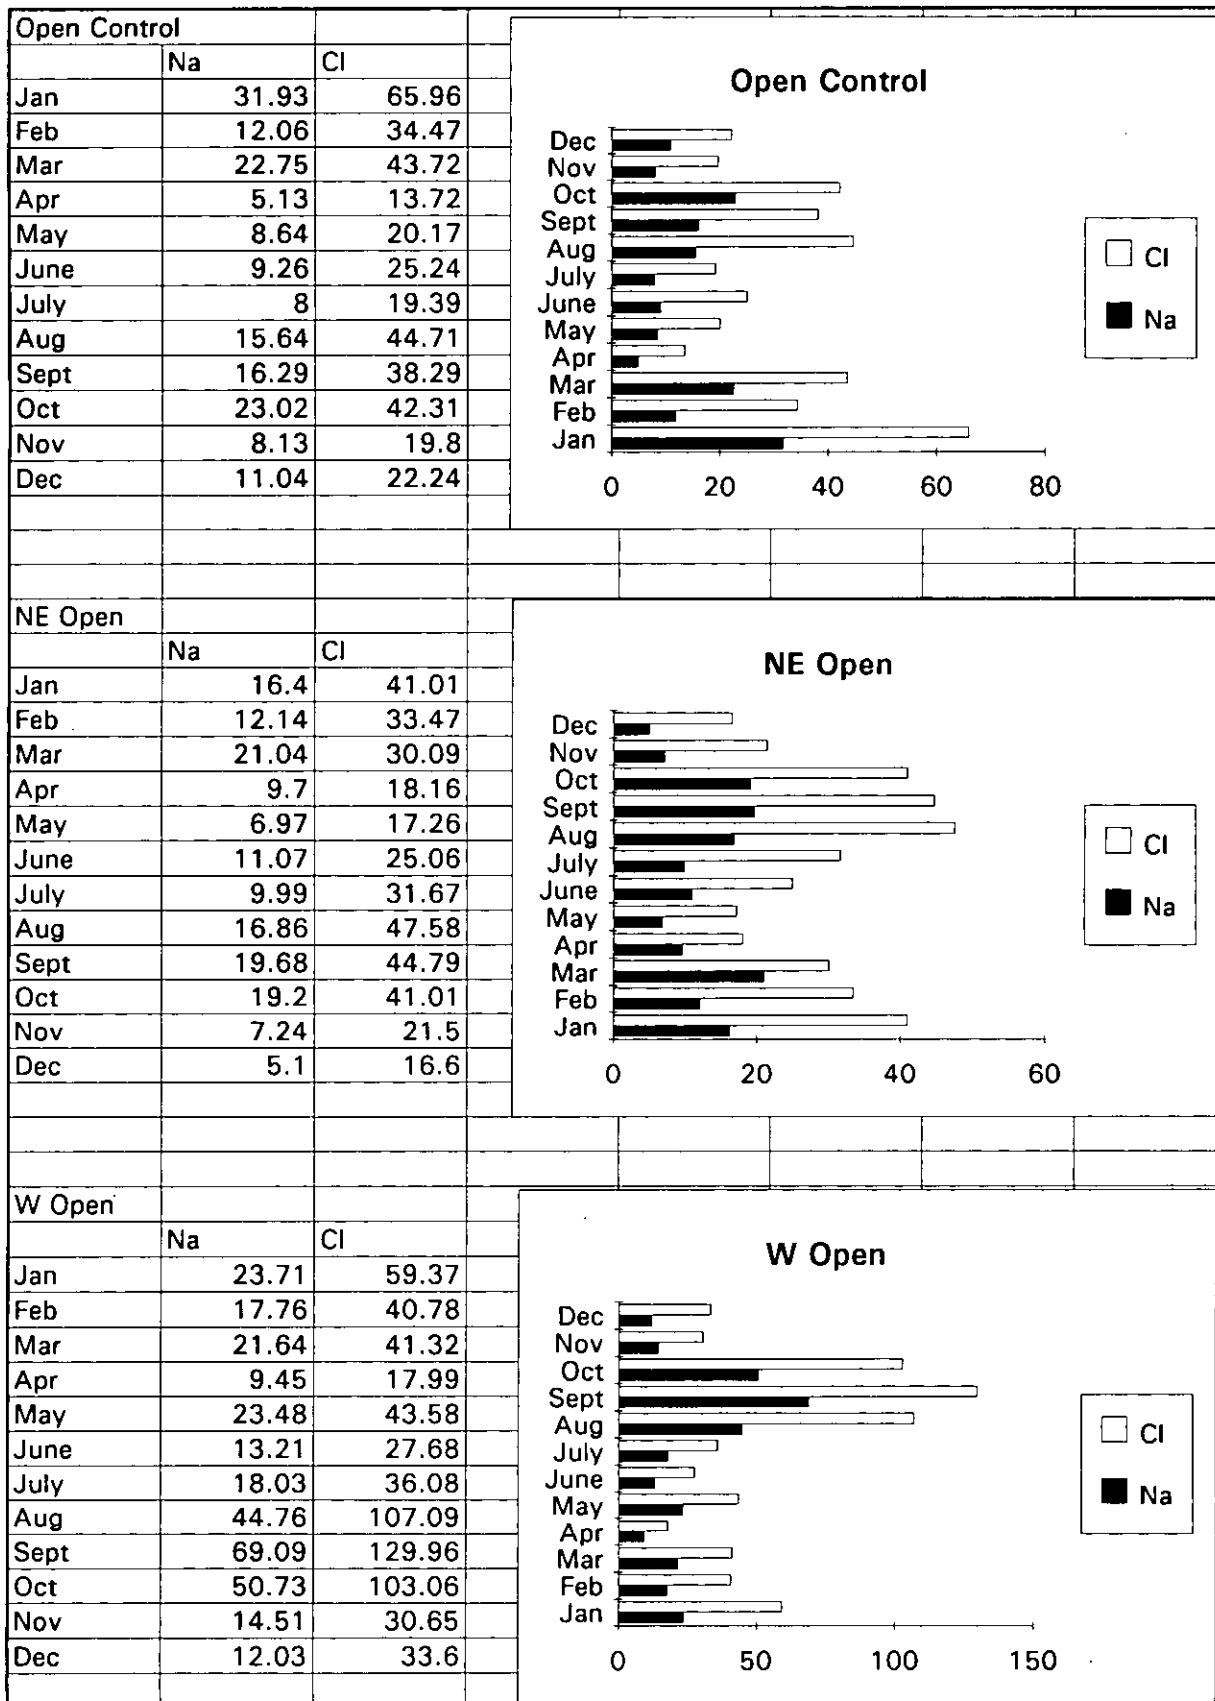 Open Control
Na Cl
Jan 31.93 65.96
Feb 12.06 34.47
Mar 22.75 43.72
Apr 5.13 13.72
May 8.64 20.17
June 9.26 25.24
July 8 19.39
Aug 15.64 44.71
Sept 16.29 38.29
Oct 23.02 42.31
Nov 8.13 19.8
Dec 11.04 22.24
Open Control
Dec
Nov
Oct
Sept
Aug
July
June
May
Apr
Mar
Feb
Jan
0 20 40 60 80
Cl
Na
NE Open
Na Cl
Jan 16.4 41.01
Feb 12.14 33.47
Mar 21.04 30.09
Apr 9.7 18.16
May 6.97 17.26
June 11.07 25.06
July 9.99 31.67
Aug 16.86 47.58
Sept 19.68 44.79
Oct 19.2 41.01
Nov 7.24 21.5
Dec 5.1 16.6
NE Open
Dec
Nov
Oct
Sept
Aug
July
June
May
Apr
Mar
Feb
Jan
0 20 40 60
Cl
Na
W Open
Na Cl
Jan 23.71 59.37
Feb 17.76 40.78
Mar 21.64 41.32
Apr 9.45 17.99
May 23.48 43.58
June 13.21 27.68
July 18.03 36.08
Aug 44.76 107.09
Sept 69.09 129.96
Oct 50.73 103.06
Nov 14.51 30.65
Dec 12.03 33.6
W Open
Dec
Nov
Oct
Sept
Aug
July
June
May
Apr
Mar
Feb
Jan
0 50 100 150
Cl
Na